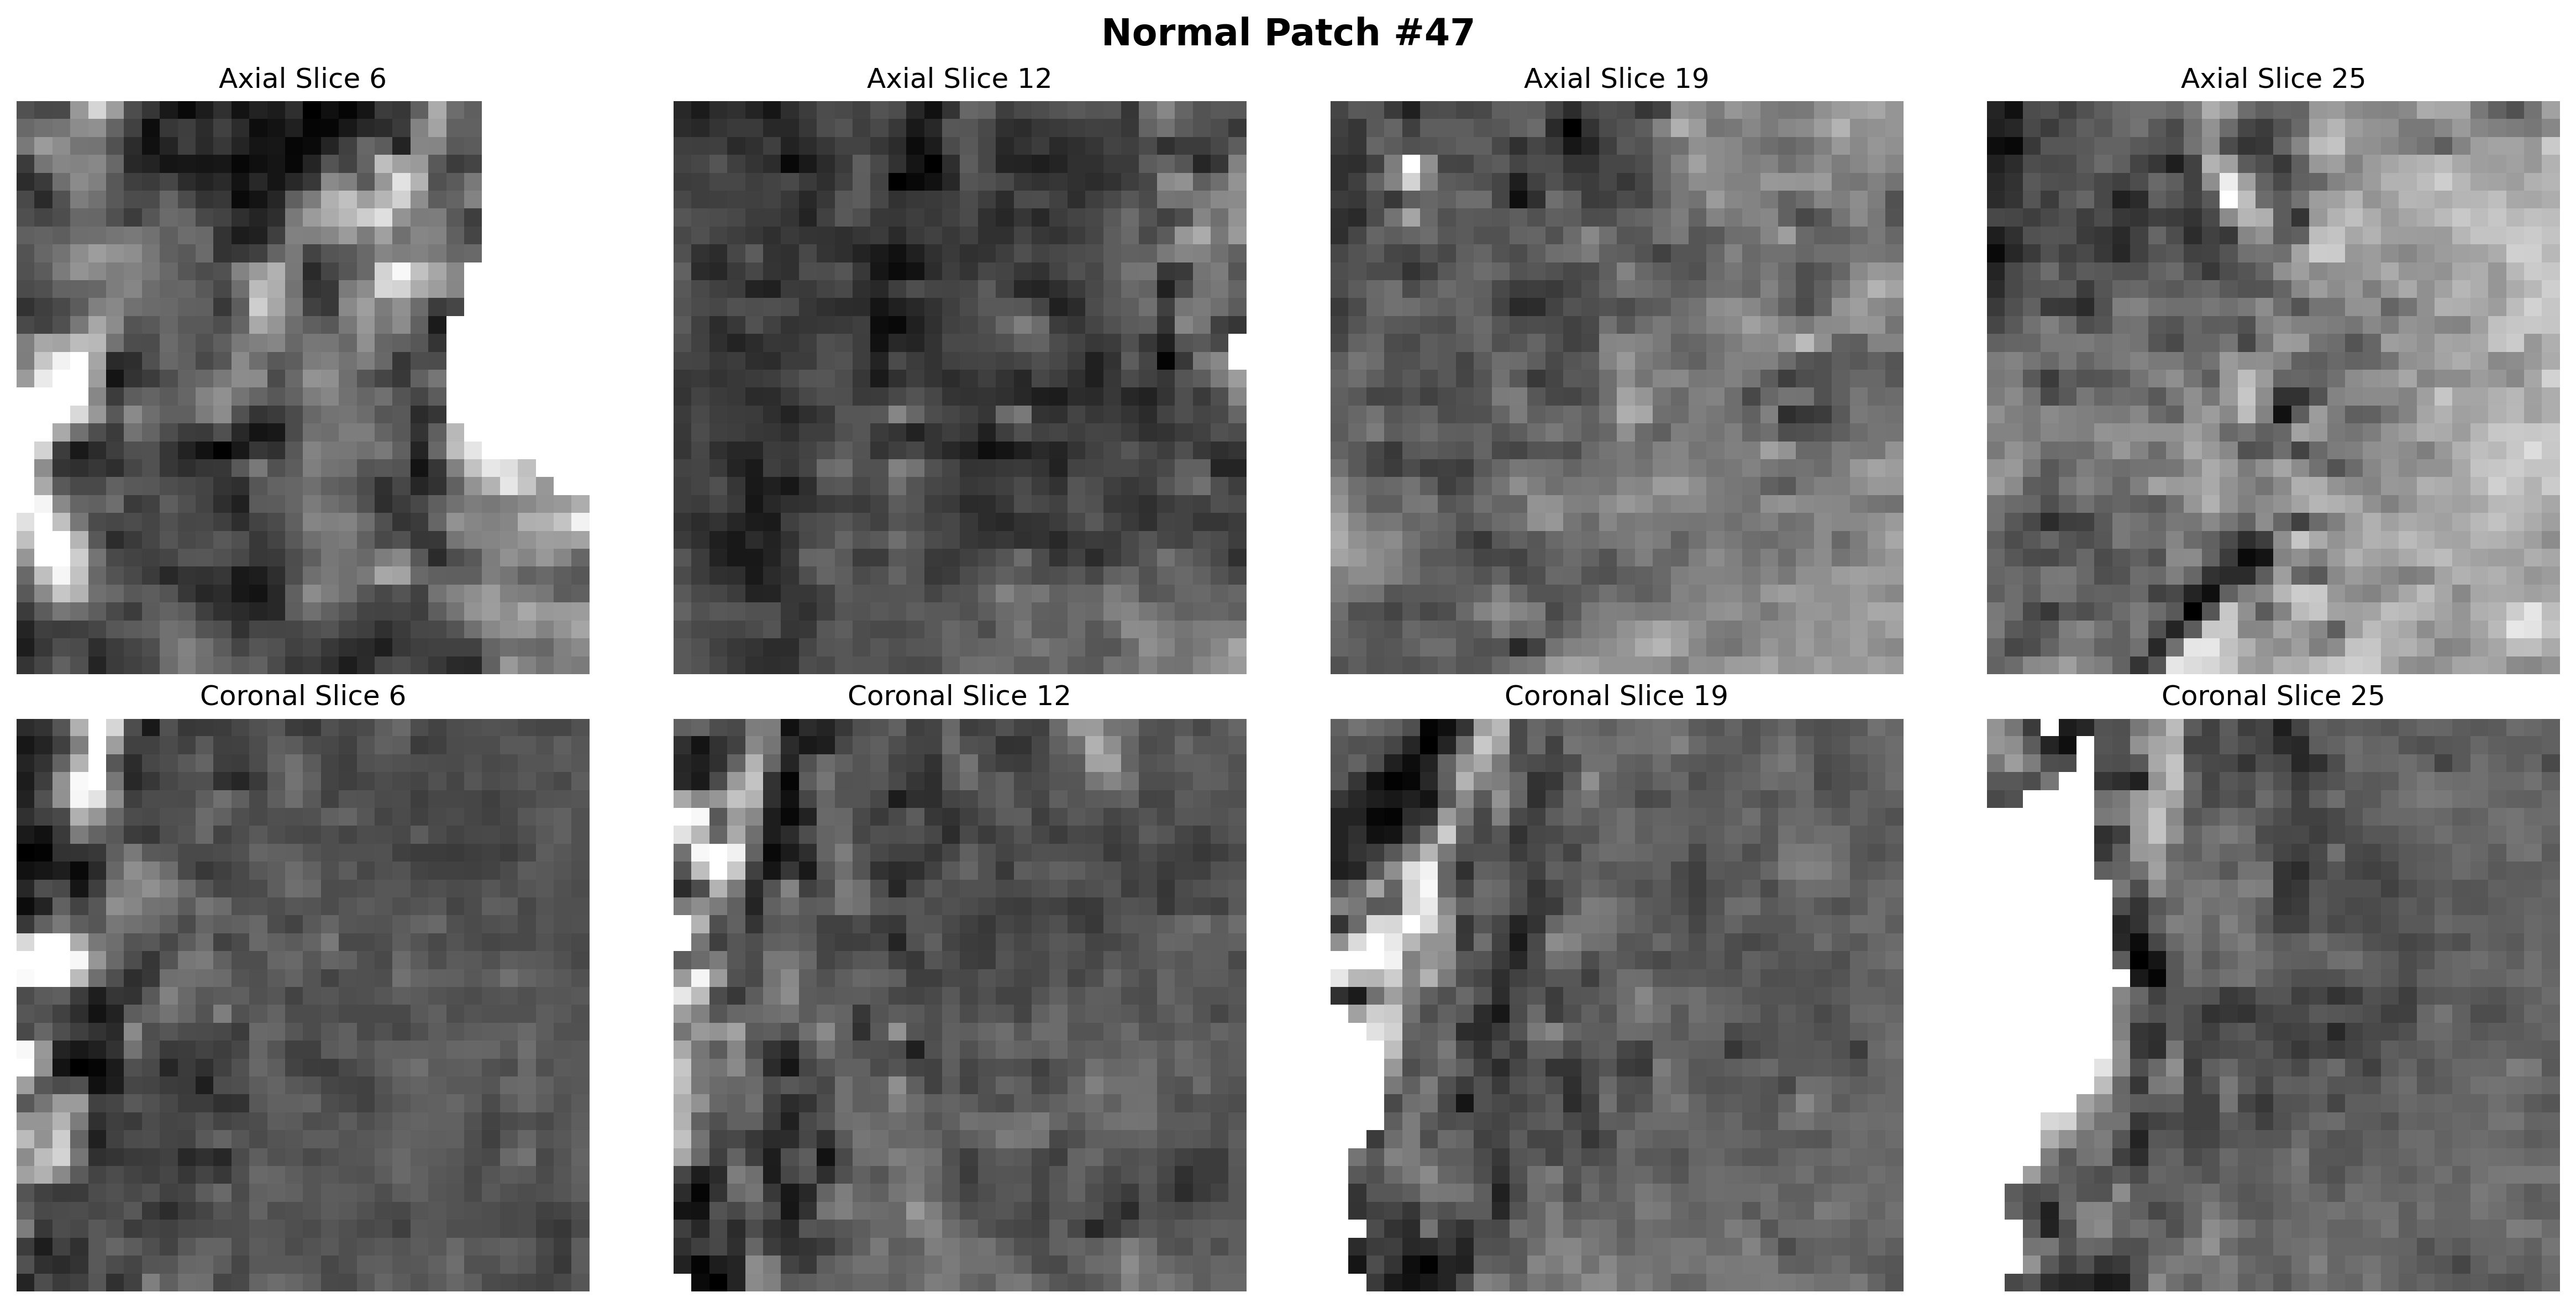 Normal Patch #47
Axial Slice 6
Axial Slice 12
Axial Slice 19
Axial Slice 25
Coronal Slice 6
Coronal Slice 12
Coronal Slice 19
Coronal Slice 25